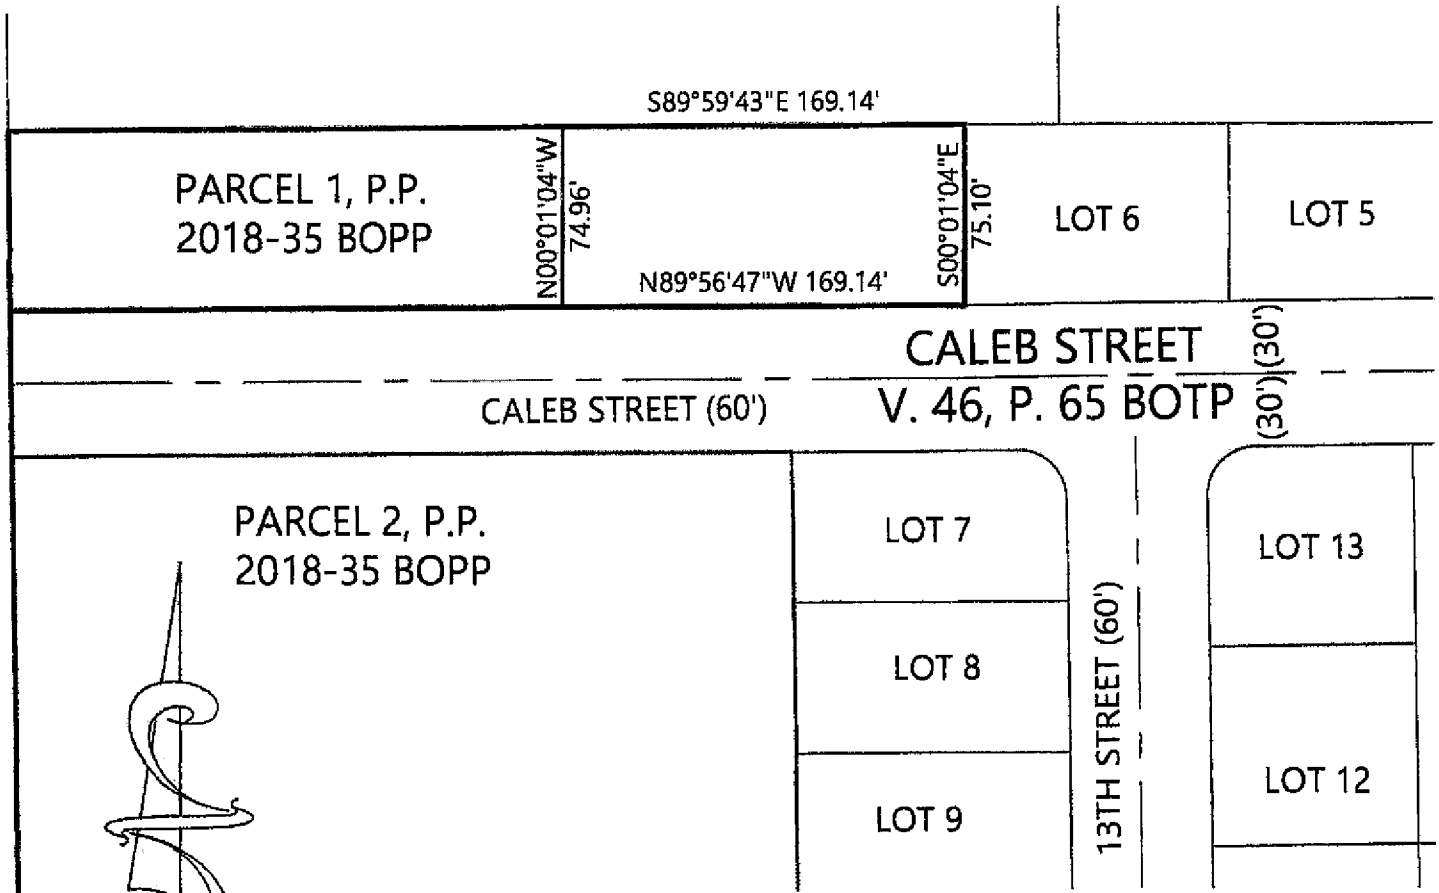 S89°59'43"E 169.14'
PARCEL 1, P.P.
2018-35 BOPP
N00°01'04"W
74.96'
S00°01'04"E
75.10'
N89°56'47"W 169.14'
LOT 6
LOT 5
CALEB STREET
V. 46, P. 65 BOTP
(30')
(30')
CALEB STREET (60')
PARCEL 2, P.P.
2018-35 BOPP
LOT 7
LOT 13
LOT 8
13TH STREET (60')
LOT 12
LOT 9